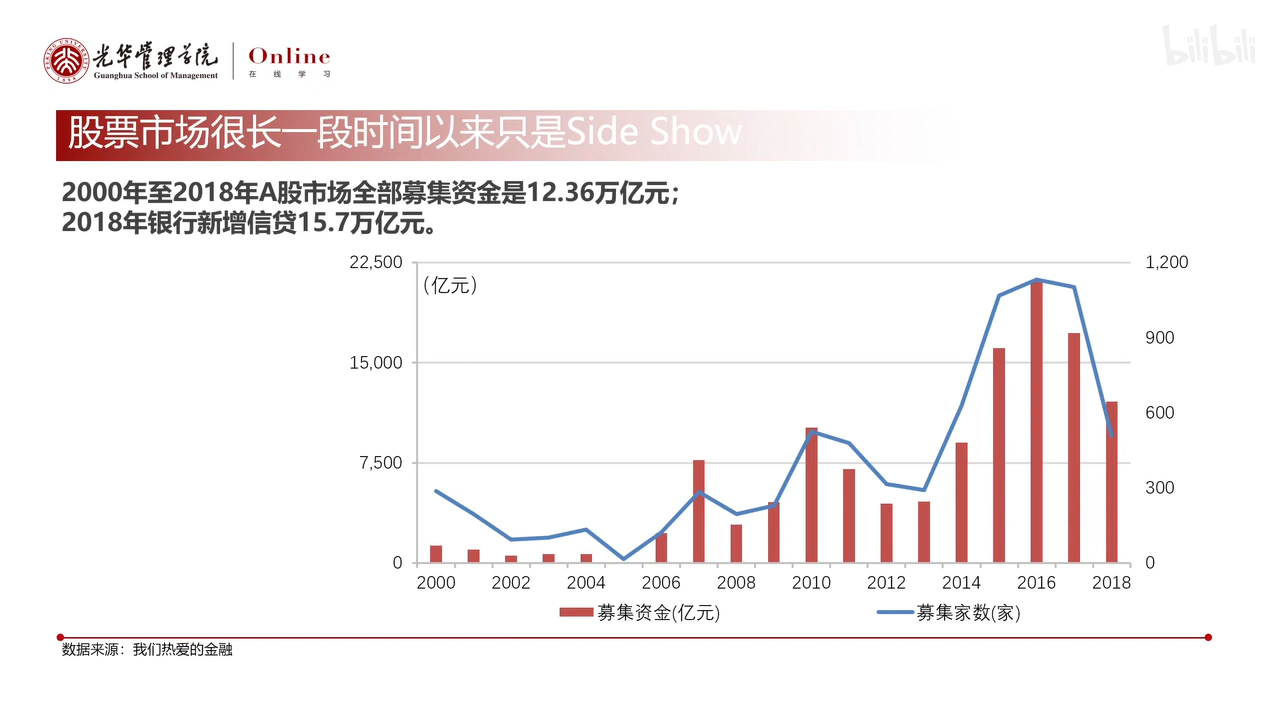 光华管理学院
Guanghua School of Management
Online
在线学习
PEKING UNIVERSITY
1898
bilibili
股票市场很长一段时间以来只是Side Show
2000年至2018年A股市场全部募集资金是12.36万亿元；
2018年银行新增信贷15.7万亿元。
(亿元)
22,500
15,000
7,500
0
1,200
900
600
300
0
2000 2002 2004 2006 2008 2010 2012 2014 2016 2018
募集资金(亿元) 募集家数(家)
数据来源：我们热爱的金融